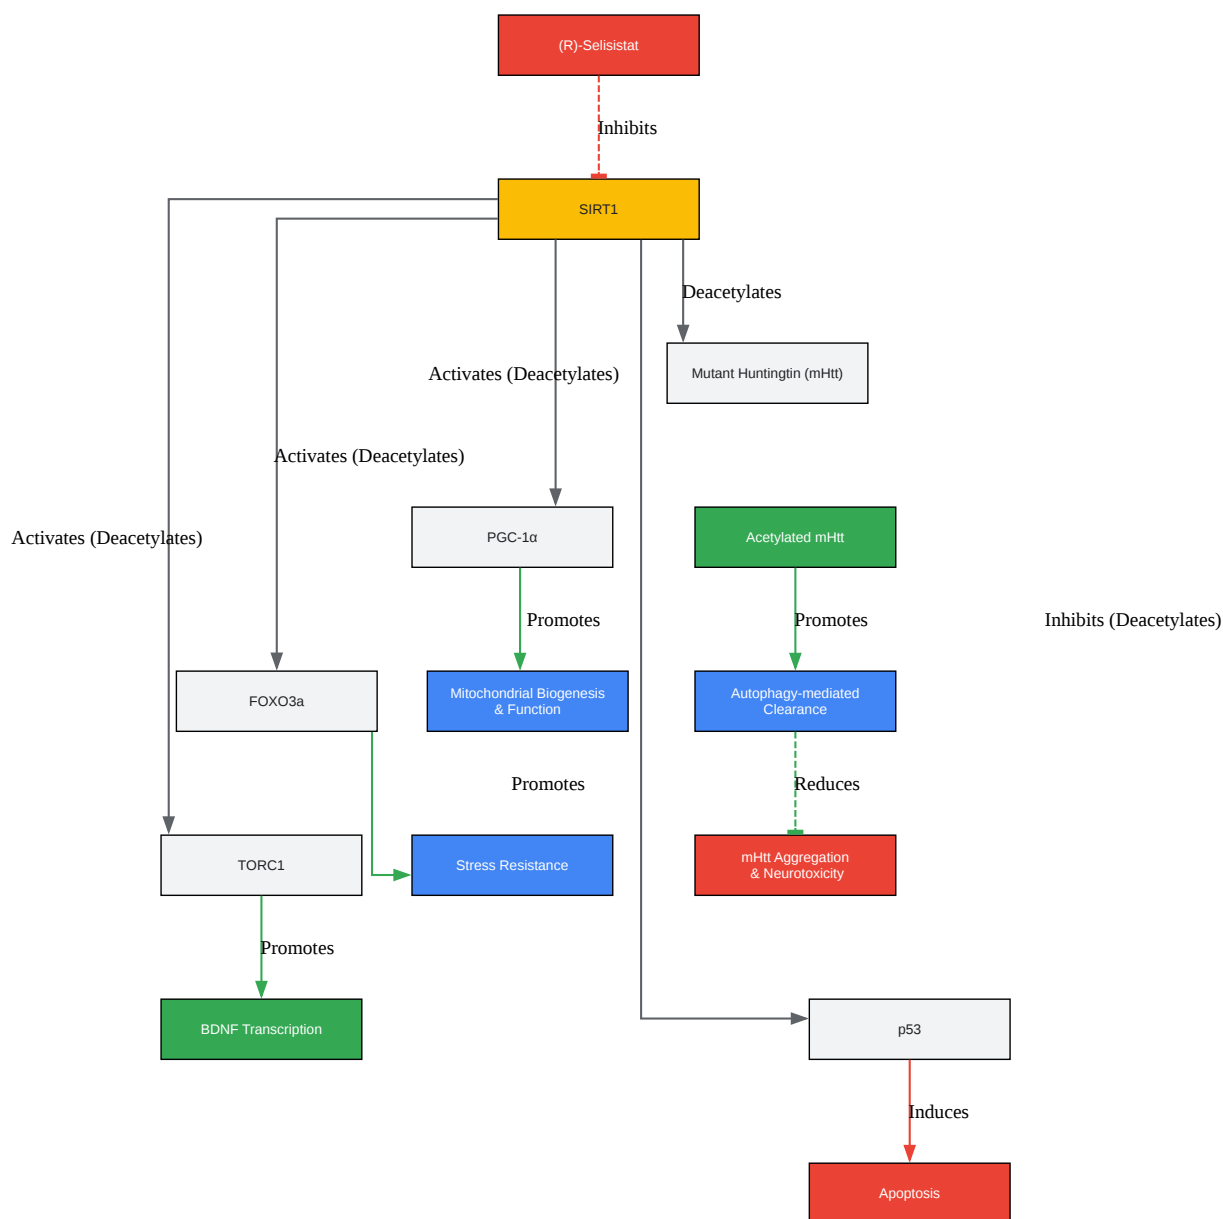 (R)-Selisistat
Inhibits
SIRT1
Deacetylates
Activates (Deacetylates)
Mutant Huntingtin (mHtt)
Activates (Deacetylates)
Activates (Deacetylates)
PGC-1α
Acetylated mHtt
Promotes
Promotes
Inhibits (Deacetylates)
FOXO3a
Mitochondrial Biogenesis
& Function
Autophagy-mediated
Clearance
Promotes
Reduces
TORC1
Stress Resistance
mHtt Aggregation
& Neurotoxicity
Promotes
BDNF Transcription
p53
Induces
Apoptosis